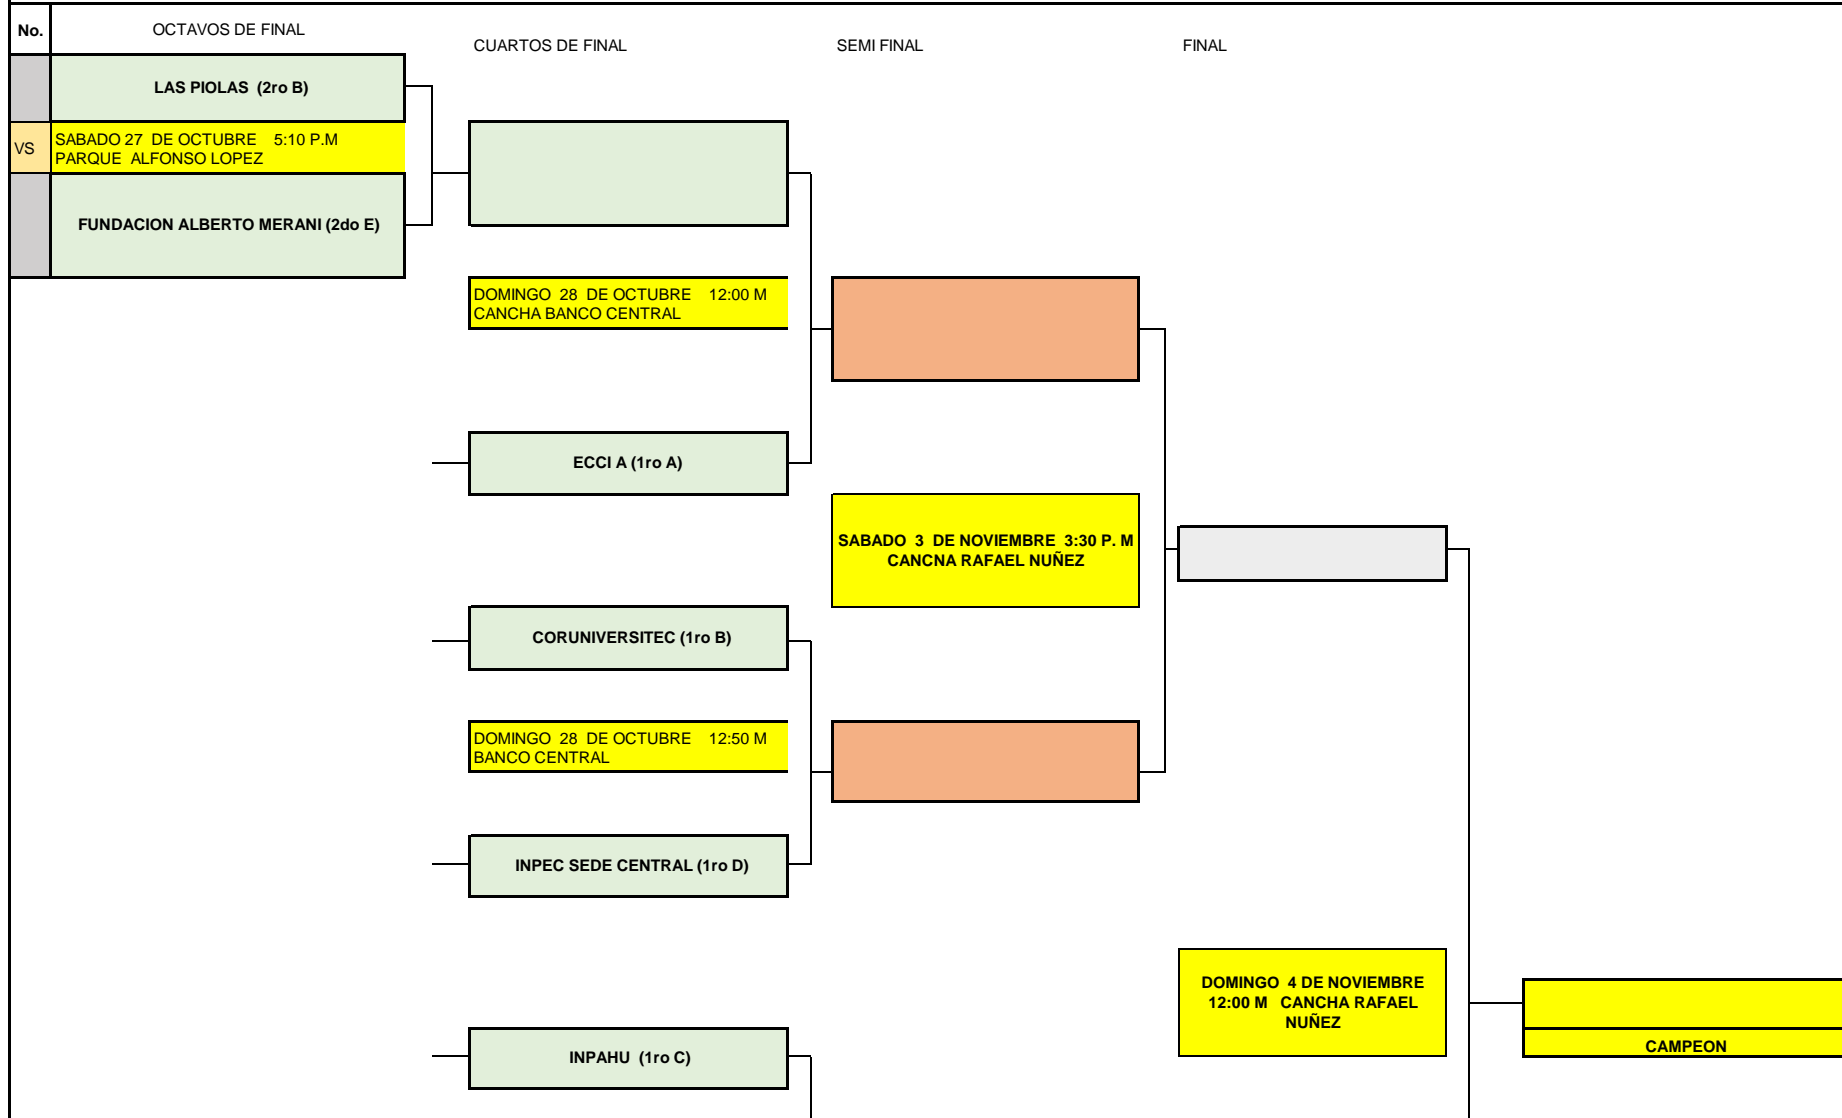 No.
OCTAVOS DE FINAL
CUARTOS DE FINAL
SEMI FINAL
FINAL
LAS PIOLAS (2ro B)
VS
SABADO 27 DE OCTUBRE 5:10 P.M
PARQUE ALFONSO LOPEZ
FUNDACION ALBERTO MERANI (2do E)
DOMINGO 28 DE OCTUBRE 12:00 M
CANCHA BANCO CENTRAL
ECCI A (1ro A)
SABADO 3 DE NOVIEMBRE 3:30 P. M
CANCNA RAFAEL NUÑEZ
CORUNIVERSITEC (1ro B)
DOMINGO 28 DE OCTUBRE 12:50 M
BANCO CENTRAL
INPEC SEDE CENTRAL (1ro D)
DOMINGO 4 DE NOVIEMBRE
12:00 M CANCHA RAFAEL
NUÑEZ
CAMPEON
INPAHU (1ro C)